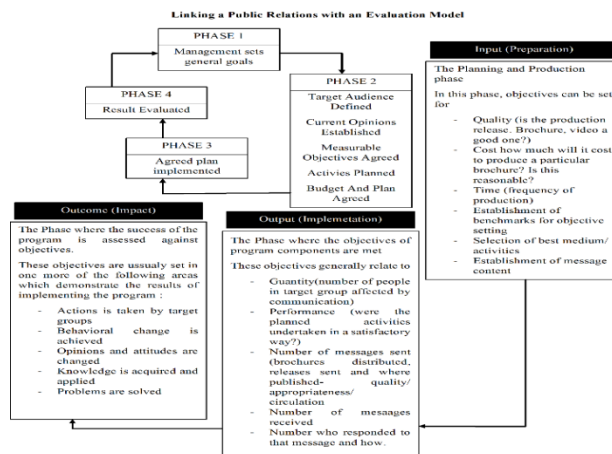 Linking a Public Relations with an Evaluation Model
PHASE 1
Management sets
general goals
PHASE 2
Target Audience
Defined
Current Opinions
Established
Measurable
Objectives Agreed
Activies Planned
Budget And Plan
Agreed
PHASE 3
Agreed plan
implemented
PHASE 4
Result Evaluated
Input (Preparation)
The Planning and Production
phase
In this phase, objectives can be set
for
- Quality (is the production
release. Brochure, video a
good one?)
- Cost how much will it cost
to produce a particular
brochure? Is this
reasonable?
- Time (frequency of
production)
- Establishment of
benchmarks for objective
setting
- Selection of best medium/
activities
- Establishment of message
content
Output (Implemetation)
The Phase where the objectives of
program components are met
These objectives generally relate to
- Guantity(number of people
in target group affected by
communication)
- Performance (were the
planned activities
undertaken in a satisfactory
way?)
- Number of messages sent
(brochures distributed,
releases sent and where
published- quality/
appropriateness/
circulation
- Number of mesaages
received
- Number who responded to
that message and how.
Outcome (Impact)
The Phase where the success of the
program is assessed against
objectives.
These objectives are usualy set in
one more of the following areas
which demonstrate the results of
implementing the program :
- Actions is taken by target
groups
- Behavioral change is
achieved
- Opinions and attitudes are
changed
- Knowledge is acquired and
applied
- Problems are solved